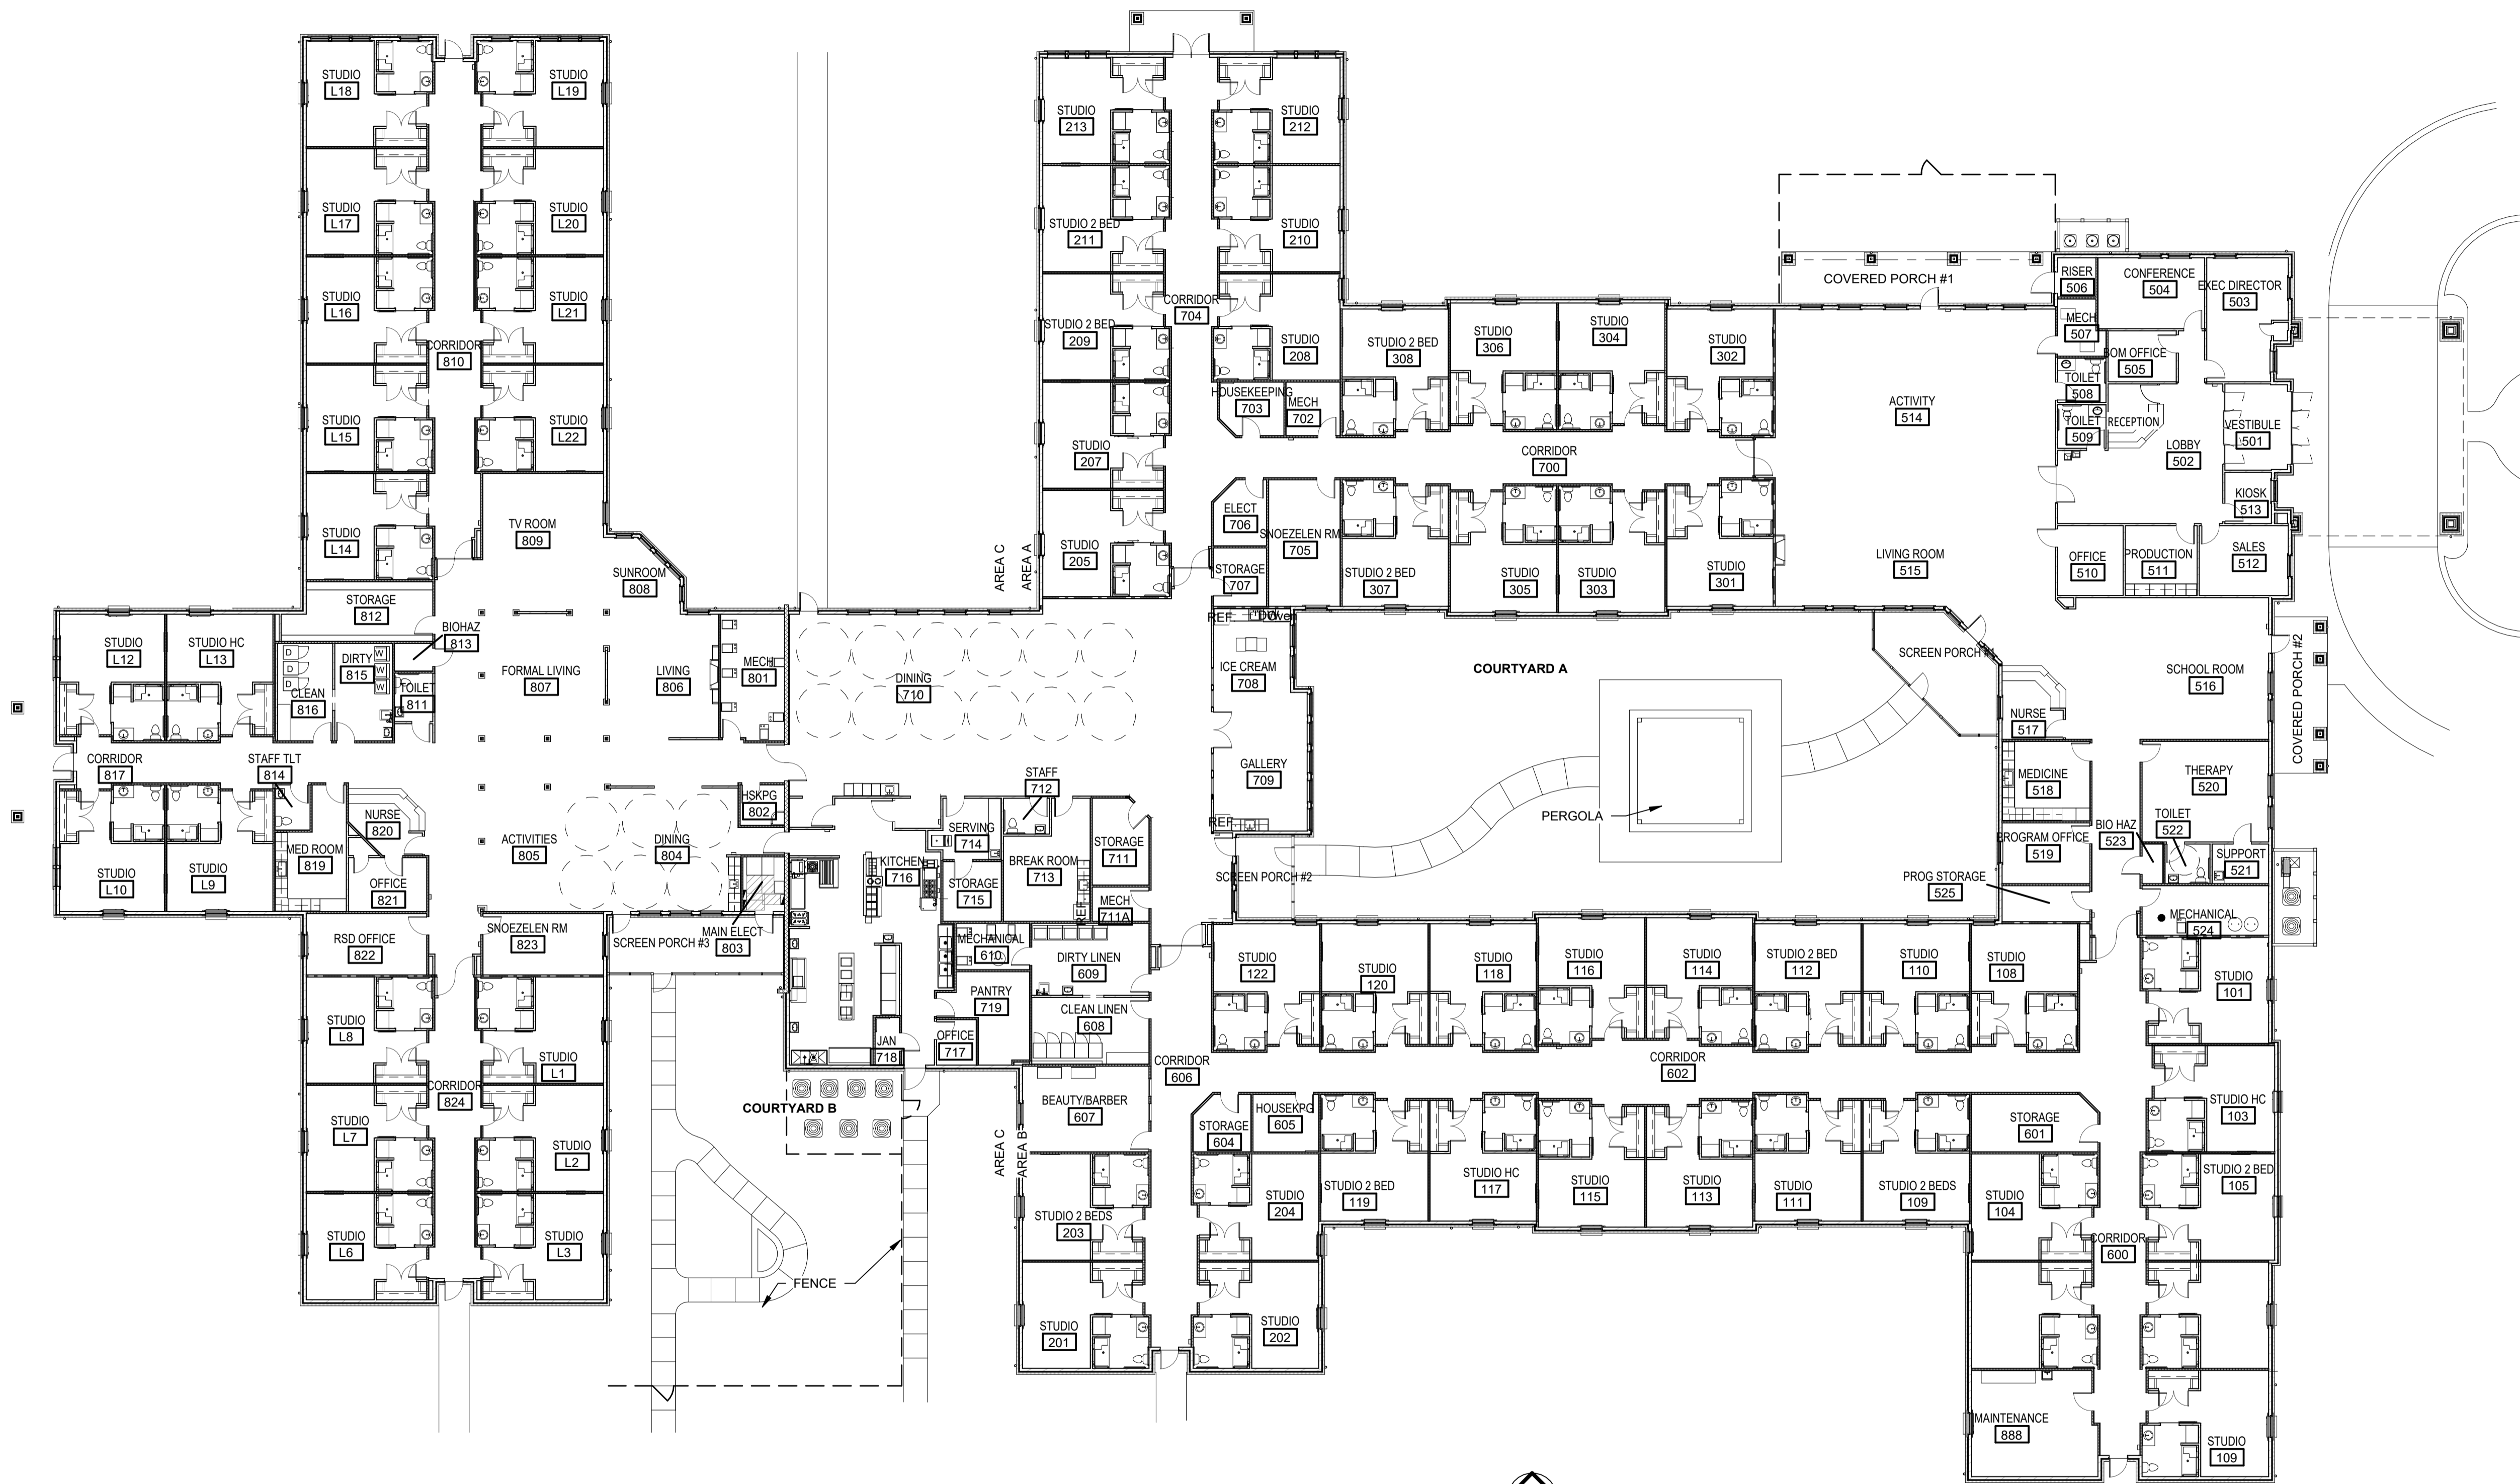 STUDIO
L18
STUDIO
L19
STUDIO
L17
STUDIO
L20
STUDIO
L16
STUDIO
L21
CORRIDOR
810
STUDIO
L15
STUDIO
L22
STUDIO
L14
TV ROOM
809
SUNROOM
808
STORAGE
812
BIOHAZ
813
STUDIO
L12
STUDIO HC
L13
D
D
D
DIRTY
815
W
W
W
CLEAN
816
TOILET
811
FORMAL LIVING
807
LIVING
806
MECH
801
CORRIDOR
817
STAFF TLT
814
NURSE
820
MED ROOM
819
OFFICE
821
STUDIO
L10
STUDIO
L9
ACTIVITIES
805
DINING
804
HSKPG
802
RSD OFFICE
822
SNOEZELEN RM
823
SCREEN PORCH #3
MAIN ELECT
803
STUDIO
L8
STUDIO
L1
CORRIDOR
824
STUDIO
L7
STUDIO
L2
STUDIO
L6
STUDIO
L3
COURTYARD B
FENCE
STUDIO
213
STUDIO
212
STUDIO 2 BED
211
STUDIO
210
CORRIDOR
704
STUDIO 2 BED
209
STUDIO
208
STUDIO
207
STUDIO
205
AREA C
AREA A
HOUSEKEEPING
703
MECH
702
STUDIO 2 BED
308
STUDIO
306
STUDIO
304
STUDIO
302
CORRIDOR
700
ELECT
706
SNOEZELEN RM
705
STORAGE
707
STUDIO 2 BED
307
STUDIO
305
STUDIO
303
STUDIO
301
COVERED PORCH #1
ACTIVITY
514
LIVING ROOM
515
RISER
506
CONFERENCE
504
EXEC DIRECTOR
503
MECH
507
BOM OFFICE
505
TOILET
508
TOILET
509
RECEPTION
VESTIBULE
501
LOBBY
502
KIOSK
513
OFFICE
510
PRODUCTION
511
SALES
512
DINING
710
REF.
DW
Oven
ICE CREAM
708
GALLERY
709
REF.
COURTYARD A
PERGOLA
SCREEN PORCH #1
SCREEN PORCH #2
SCHOOL ROOM
516
COVERED PORCH #2
NURSE
517
MEDICINE
518
THERAPY
520
PROGRAM OFFICE
519
BIO HAZ
523
TOILET
522
SUPPORT
521
PROG STORAGE
525
MECHANICAL
524
STAFF
712
SERVING
714
KITCHEN
716
STORAGE
715
BREAK ROOM
713
STORAGE
711
REF.
MECH
711A
MECHANICAL
610
DIRTY LINEN
609
PANTRY
719
CLEAN LINEN
608
JAN
718
OFFICE
717
CORRIDOR
606
BEAUTY/BARBER
607
AREA C
AREA B
STUDIO 2 BEDS
203
STUDIO
204
STUDIO
201
STUDIO
202
STUDIO
122
STUDIO
120
STUDIO
118
STUDIO
116
STUDIO
114
STUDIO 2 BED
112
STUDIO
110
STUDIO
108
STUDIO
101
CORRIDOR
602
STORAGE
604
HOUSEKPG
605
STUDIO 2 BED
119
STUDIO HC
117
STUDIO
115
STUDIO
113
STUDIO
111
STUDIO 2 BEDS
109
STORAGE
601
STUDIO HC
103
STUDIO
104
STUDIO 2 BED
105
CORRIDOR
600
MAINTENANCE
888
STUDIO
109